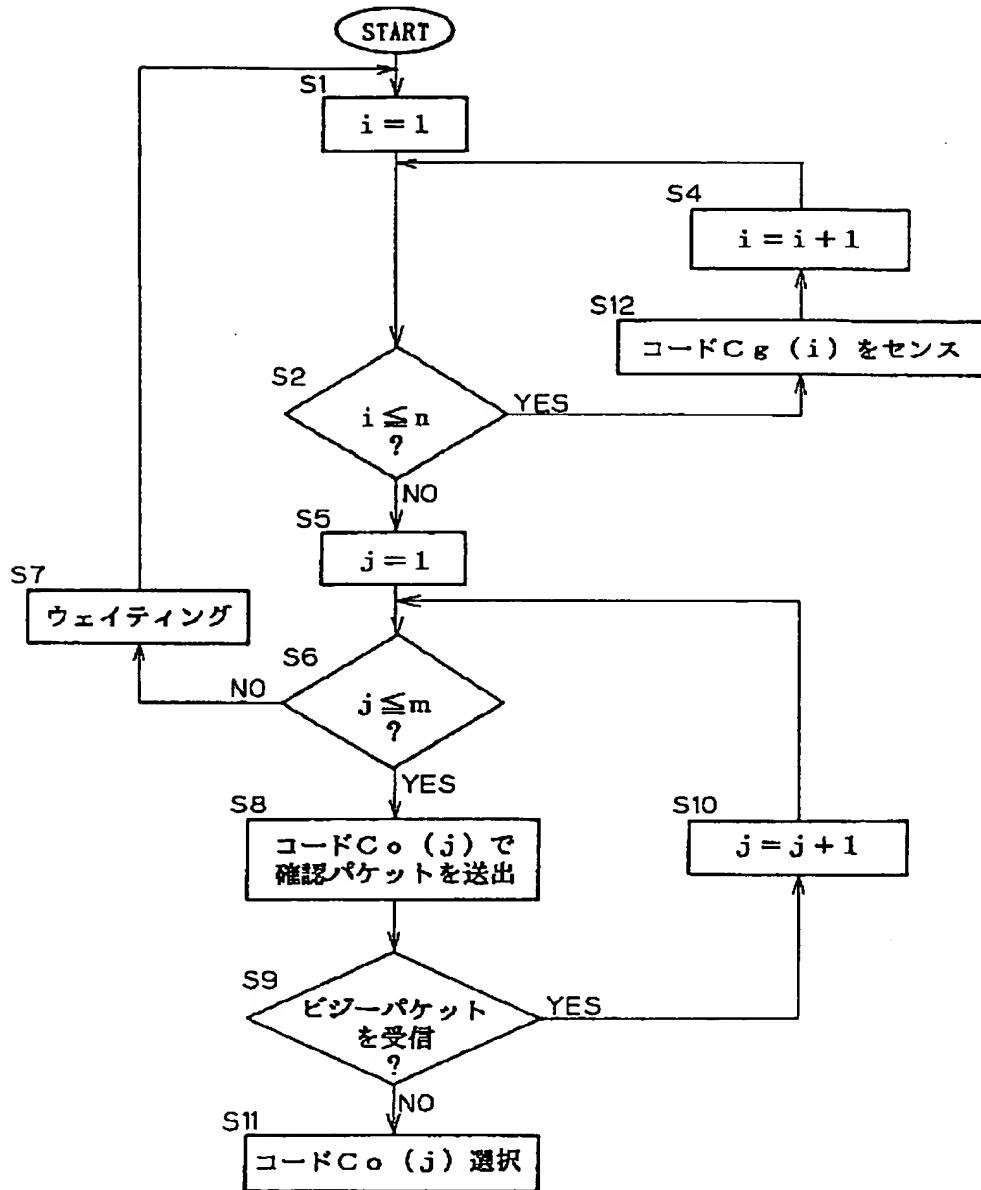 START
S1
i=1
S4
i=i+1
S12
コードCg(i)をセンス
S2
i≦n
?
YES
NO
S5
j=1
S7
ウェイティング
S6
NO
j≦m
?
YES
S8
コードCo(j)で
確認パケットを送出
S10
j=j+1
S9
ビジーパケット
を受信
?
YES
NO
S11
コードCo(j)選択